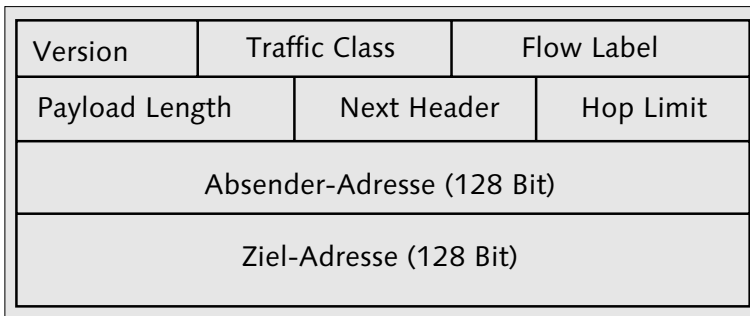 Version Traffic Class Flow Label
Payload Length Next Header Hop Limit
Absender-Adresse (128 Bit)
Ziel-Adresse (128 Bit)